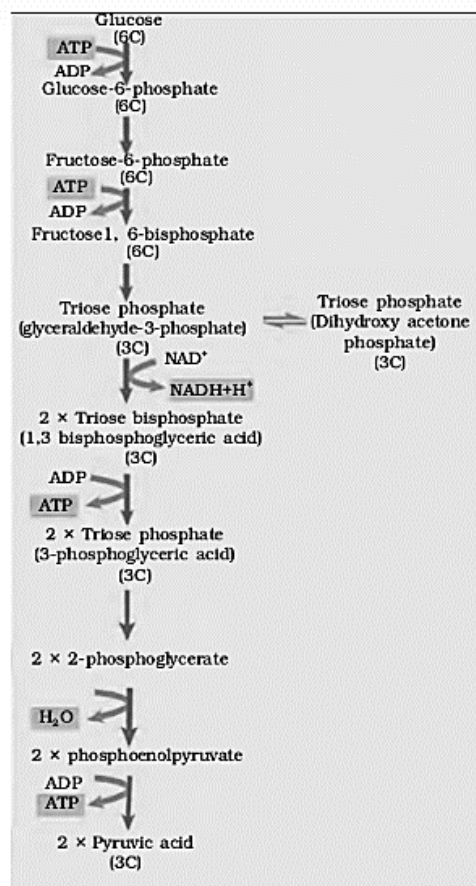 Glucose
(6C)
ATP
ADP
Glucose-6-phosphate
(6C)
Fructose-6-phosphate
(6C)
ATP
ADP
Fructose1, 6-bisphosphate
(6C)
Triose phosphate
(glyceraldehyde-3-phosphate)
(3C)
Triose phosphate
(Dihydroxy acetone
phosphate)
(3C)
NAD⁺
NADH+H⁺
2 × Triose bisphosphate
(1,3 bisphosphoglyceric acid)
(3C)
ADP
ATP
2 × Triose phosphate
(3-phosphoglyceric acid)
(3C)
2 × 2-phosphoglycerate
H₂O
2 × phosphoenolpyruvate
ADP
ATP
2 × Pyruvic acid
(3C)